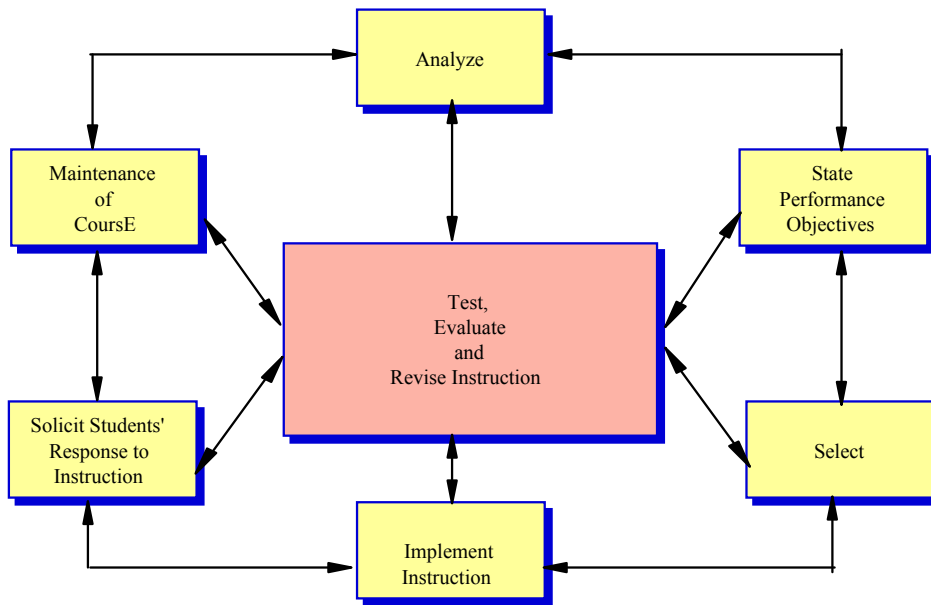 Analyze
Maintenance
of
CoursE
State
Performance
Objectives
Test,
Evaluate
and
Revise Instruction
Solicit Students'
Response to
Instruction
Select
Implement
Instruction